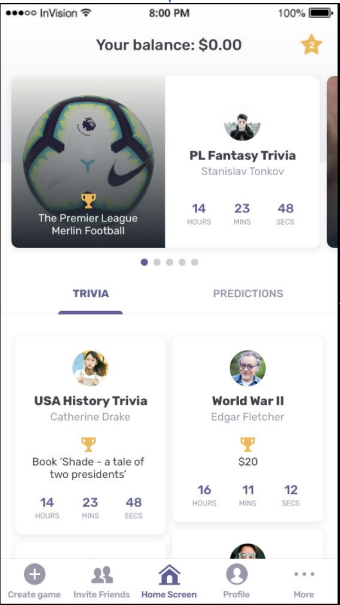 InVision 8:00 PM 100%
Your balance: $0.00
2
PL Fantasy Trivia
Stanislav Tonkov
14 23 48
HOURS MINS SECS
The Premier League
Merlin Football
TRIVIA PREDICTIONS
USA History Trivia
Catherine Drake
Book ‘Shade - a tale of
two presidents’
14 23 48
HOURS MINS SECS
World War II
Edgar Fletcher
$20
16 11 12
HOURS MINS SECS
Create game Invite Friends Home Screen Profile More